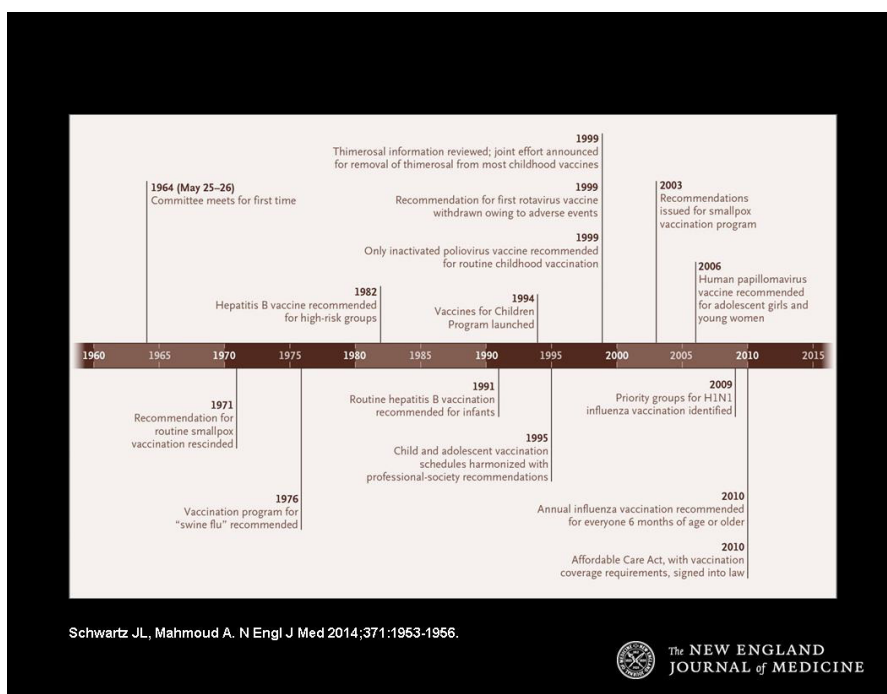 1999
Thimerosal information reviewed; joint effort announced
for removal of thimerosal from most childhood vaccines
1964 (May 25–26)
Committee meets for first time
1999
Recommendation for first rotavirus vaccine
withdrawn owing to adverse events
2003
Recommendations
issued for smallpox
vaccination program
1999
Only inactivated poliovirus vaccine recommended
for routine childhood vaccination
2006
Human papillomavirus
vaccine recommended
for adolescent girls and
young women
1982
Hepatitis B vaccine recommended
for high-risk groups
1994
Vaccines for Children
Program launched
1960 1965 1970 1975 1980 1985 1990 1995 2000 2005 2010 2015
1971
Recommendation for
routine smallpox
vaccination rescinded
1991
Routine hepatitis B vaccination
recommended for infants
2009
Priority groups for H1N1
influenza vaccination identified
1995
Child and adolescent vaccination
schedules harmonized with
professional-society recommendations
1976
Vaccination program for
“swine flu” recommended
2010
Annual influenza vaccination recommended
for everyone 6 months of age or older
2010
Affordable Care Act, with vaccination
coverage requirements, signed into law
Schwartz JL, Mahmoud A. N Engl J Med 2014;371:1953-1956.
The NEW ENGLAND
JOURNAL of MEDICINE